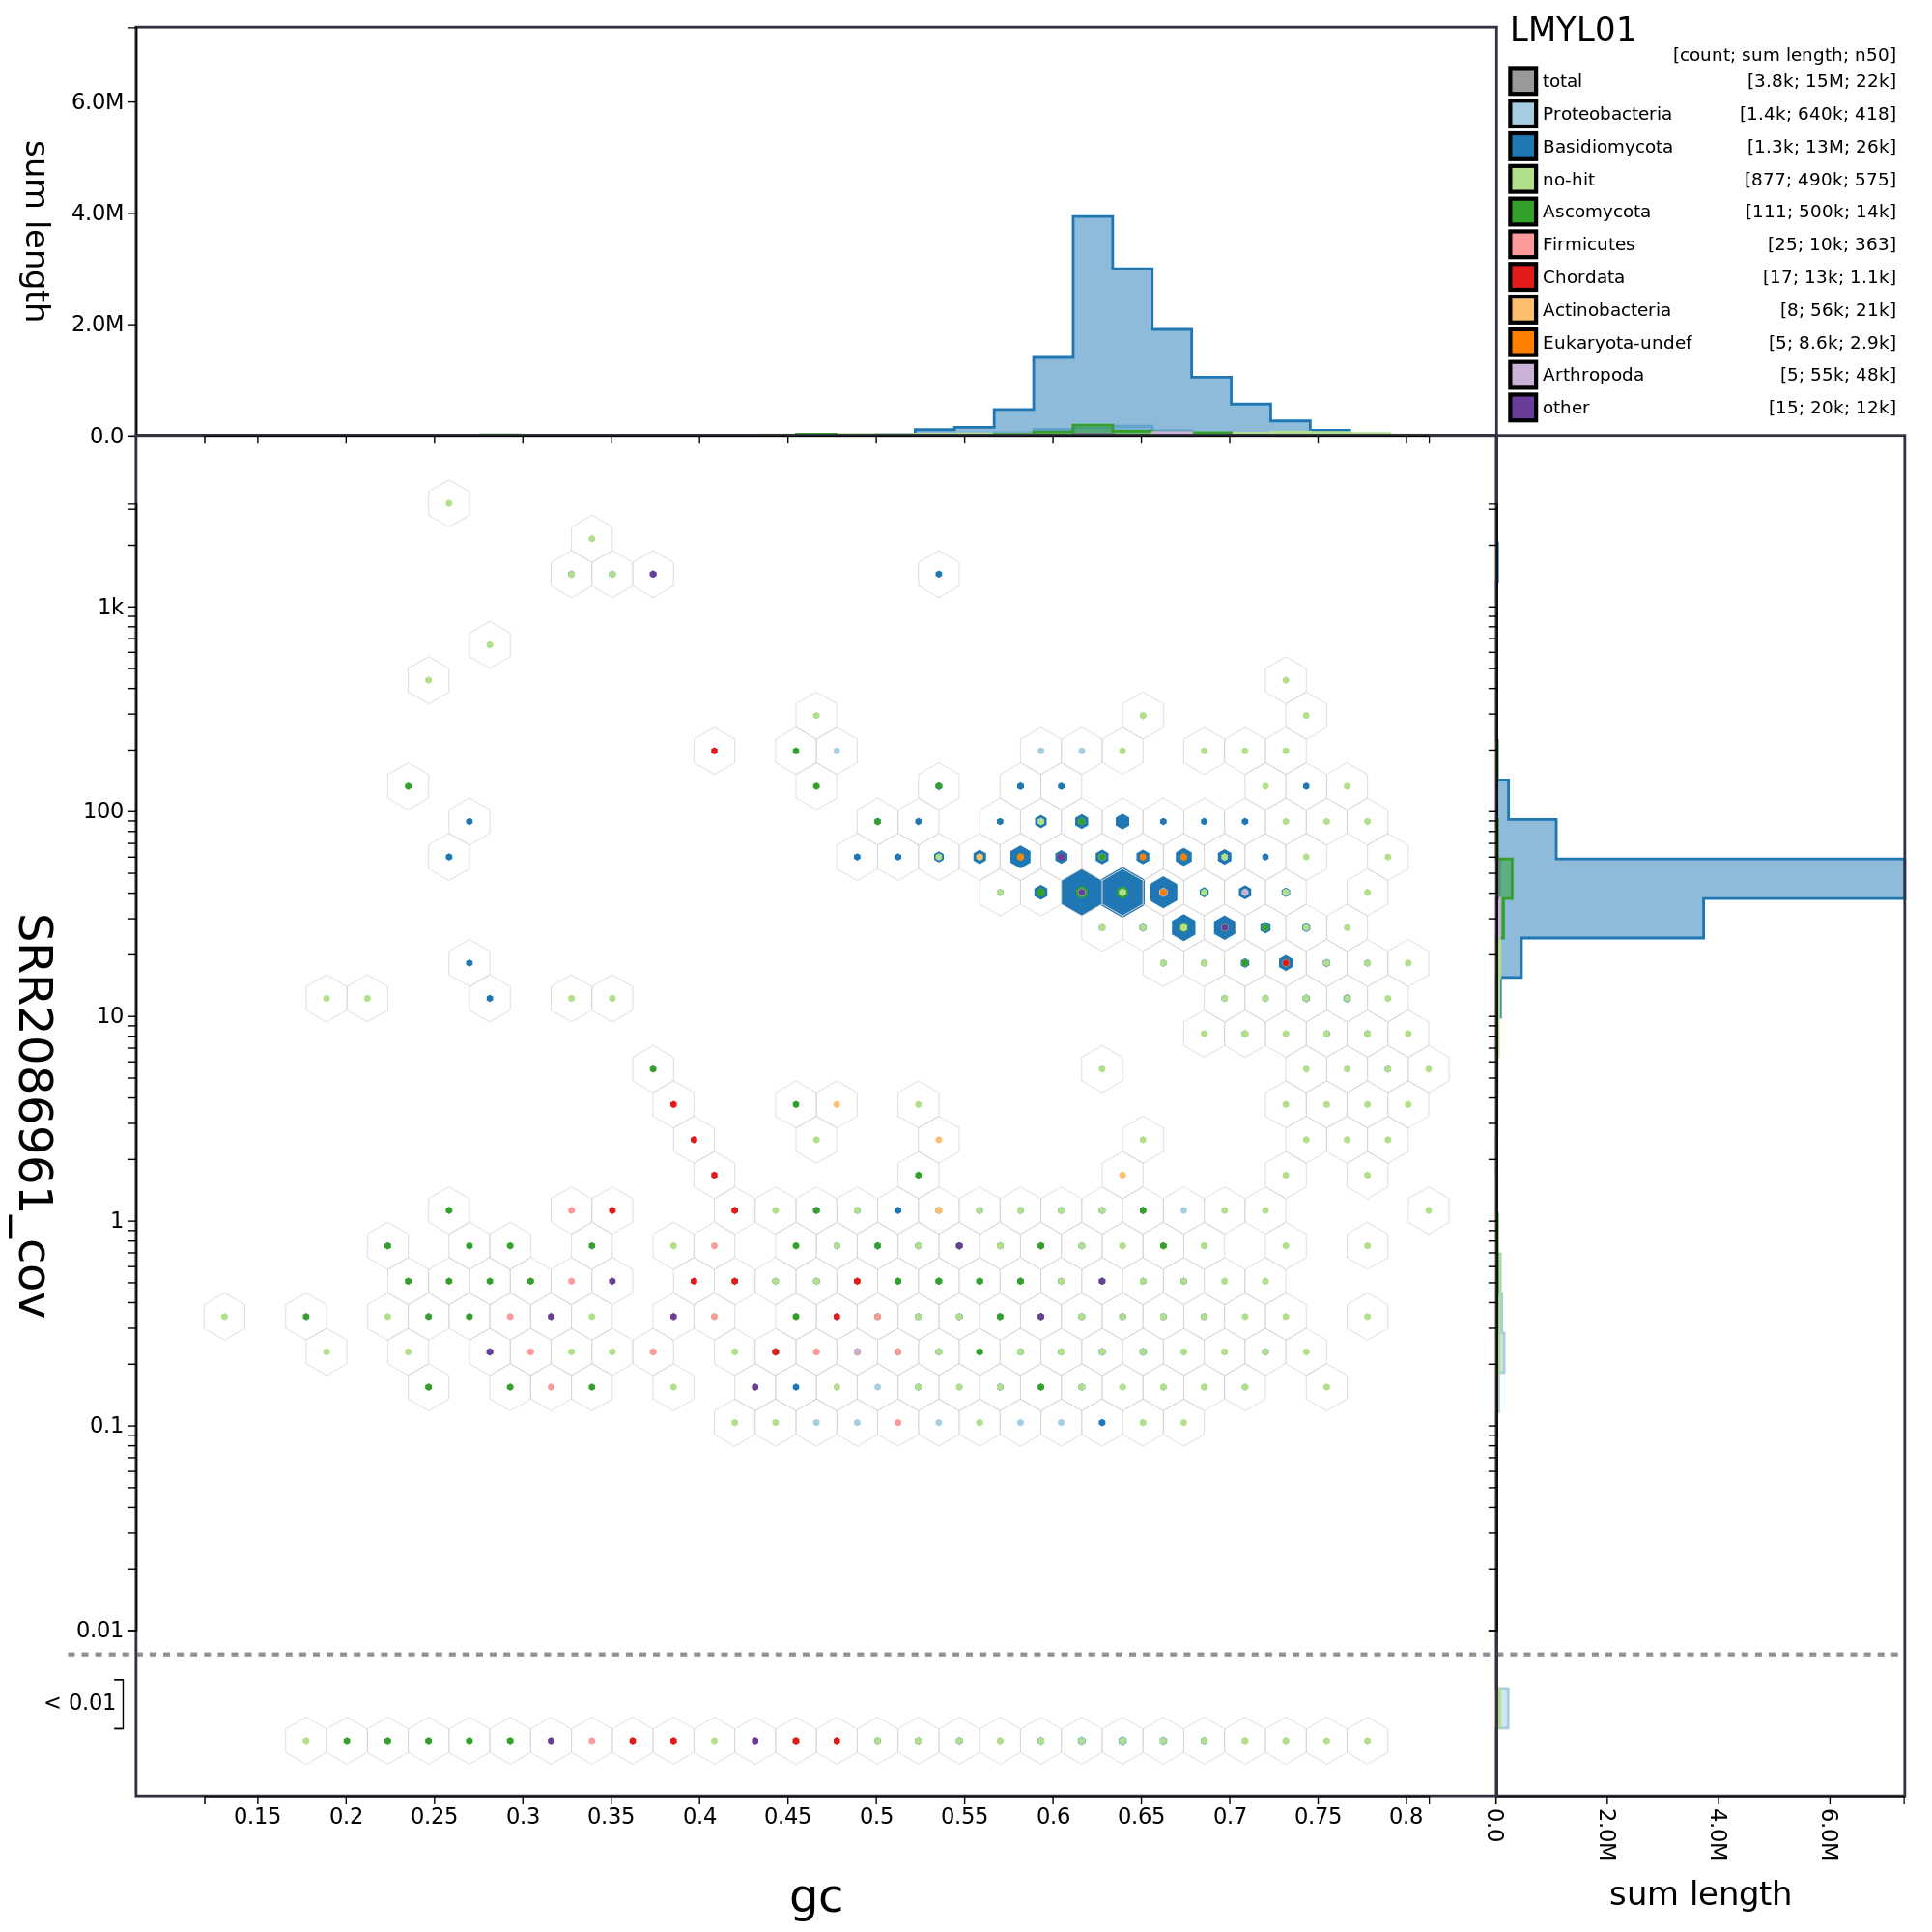 LMYL01
[count; sum length; n50]
total [3.8k; 15M; 22k]
Proteobacteria [1.4k; 640k; 418]
Basidiomycota [1.3k; 13M; 26k]
no-hit [877; 490k; 575]
Ascomycota [111; 500k; 14k]
Firmicutes [25; 10k; 363]
Chordata [17; 13k; 1.1k]
Actinobacteria [8; 56k; 21k]
Eukaryota-undef [5; 8.6k; 2.9k]
Arthropoda [5; 55k; 48k]
other [15; 20k; 12k]
sum length
6.0M
4.0M
2.0M
0.0
SRR2086961_cov
1k
100
10
1
0.1
0.01
< 0.01
0.15 0.2 0.25 0.3 0.35 0.4 0.45 0.5 0.55 0.6 0.65 0.7 0.75 0.8
gc
0.0 2.0M 4.0M 6.0M
sum length